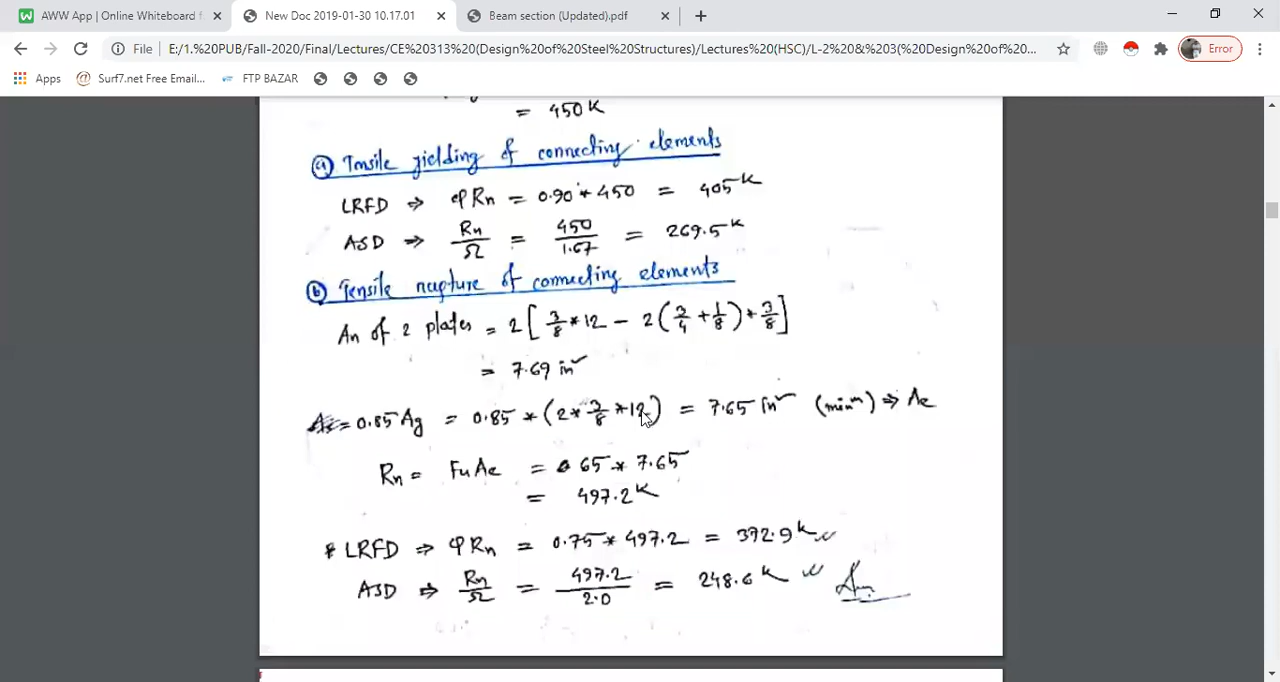 AWW App | Online Whiteboard f
New Doc 2019-01-30 10.17.01
Beam section (Updated).pdf
File
E:/1.%20PUB/Fall-2020/Final/Lectures/CE%20313%20(Design%20of%20Steel%20Structures)/Lectures%20(HSC)/L-2%20&%203(%20Design%20of%20...
Error
Apps
Surf7.net Free Email...
FTP BAZAR
= 450 K
(a) Tensile yielding of connecting elements
LRFD ⇒ φRn = 0.90 * 450 = 405 K
ASD ⇒ Rn/Ω = 450/1.67 = 269.5 K
(b) Tensile rupture of connecting elements
An of 2 plates = 2[3/8 * 12 − 2(3/4 + 1/8) * 3/8]
= 7.69 in²
= 0.85 Ag = 0.85 * (2 * 3/8 * 12) = 7.65 in² (min^m) ⇒ Ae
Rn = Fu Ae = 65 * 7.65
= 497.2 K
* LRFD ⇒ φRn = 0.75 * 497.2 = 372.9 K
ASD ⇒ Rn/Ω = 497.2/2.0 = 248.6 K Ans.